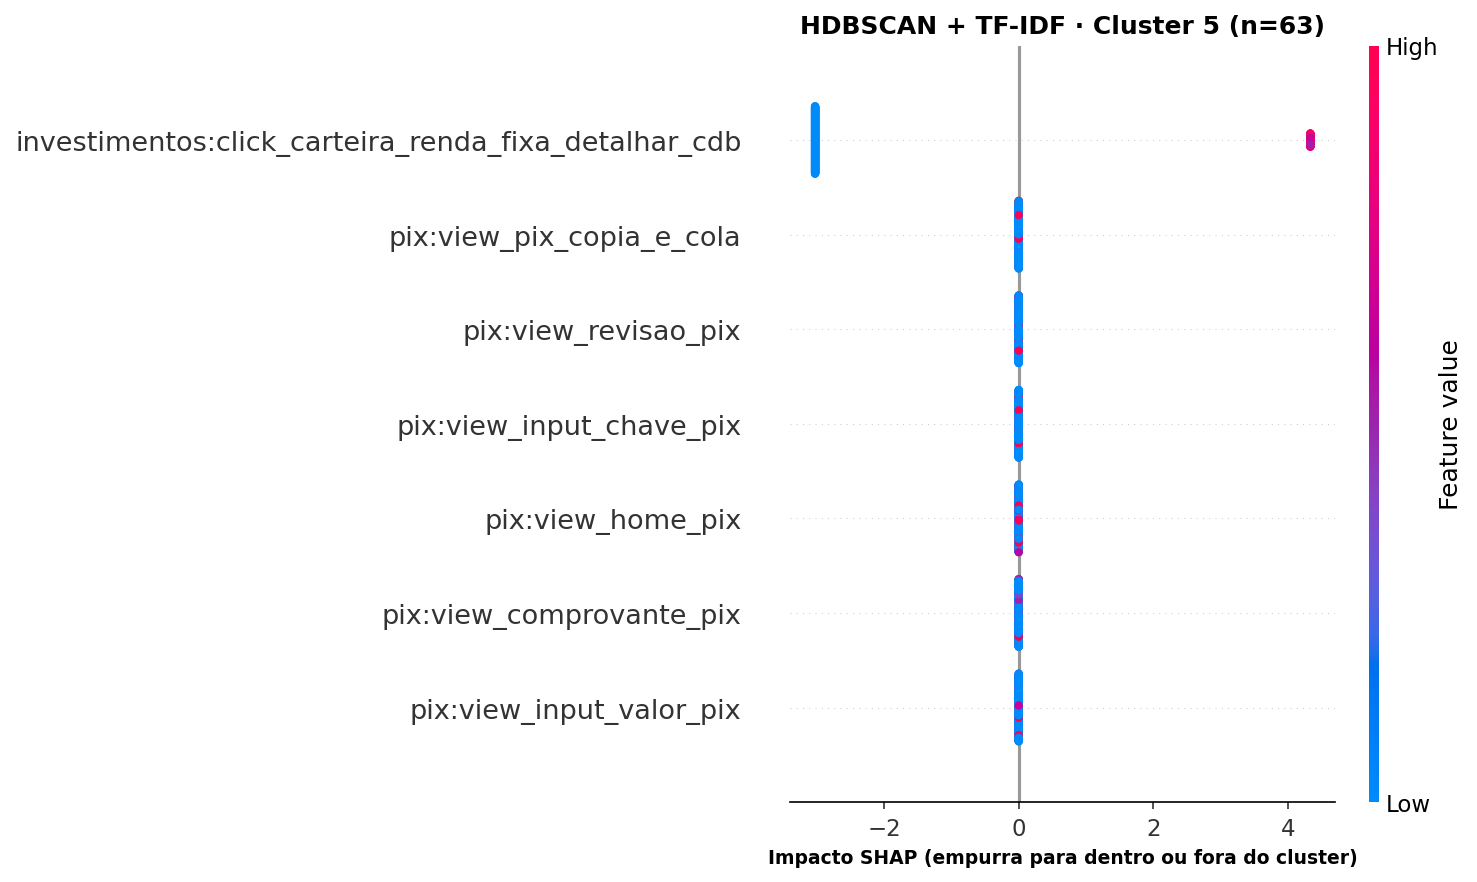 HDBSCAN + TF-IDF · Cluster 5 (n=63)
High
investimentos:click_carteira_renda_fixa_detalhar_cdb
pix:view_pix_copia_e_cola
pix:view_revisao_pix
pix:view_input_chave_pix
pix:view_home_pix
pix:view_comprovante_pix
pix:view_input_valor_pix
Feature value
Low
−2 0 2 4
Impacto SHAP (empurra para dentro ou fora do cluster)